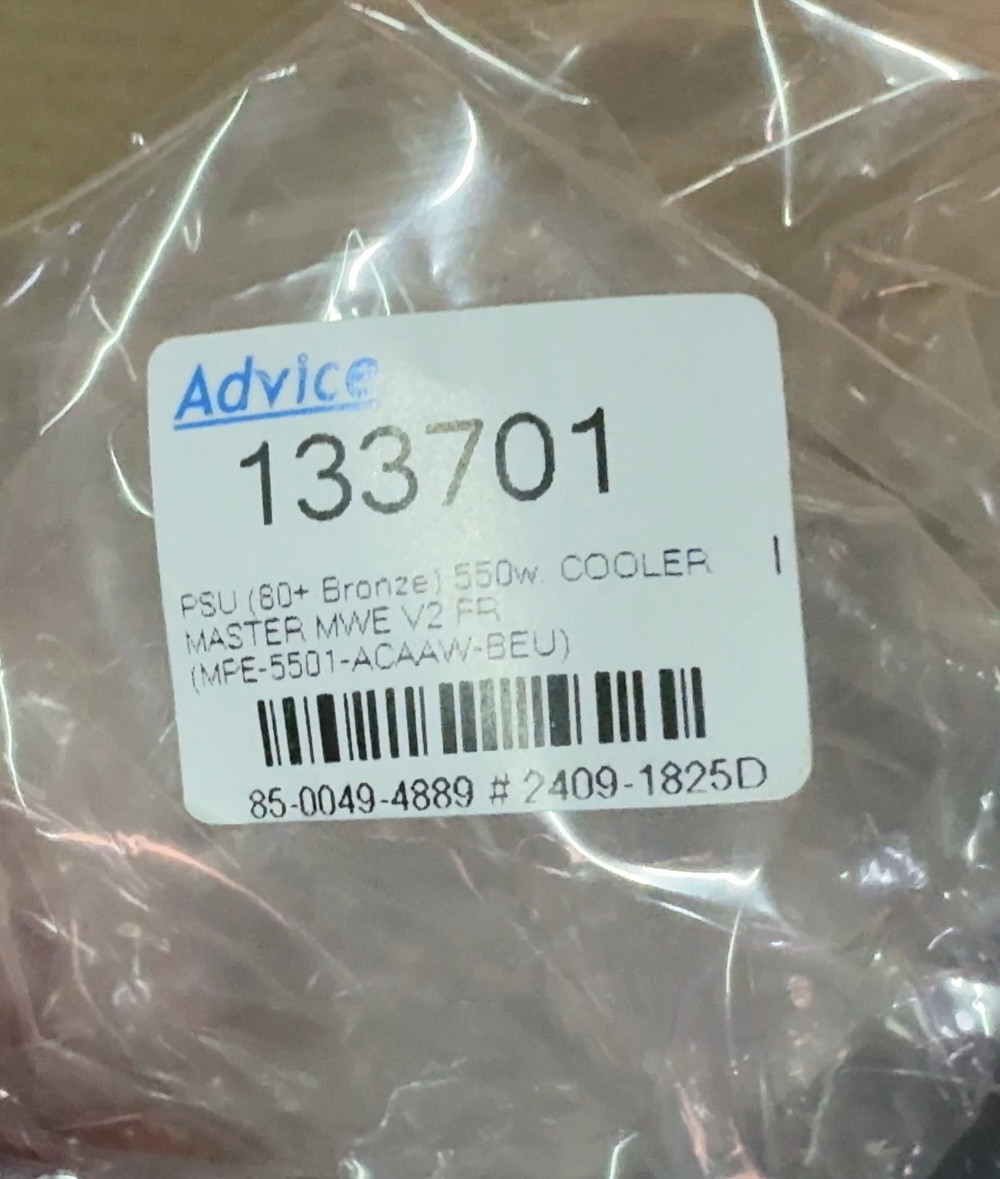 Advice
133701
PSU (80+ Bronze) 550w. COOLER
MASTER MWE V2 FR
(MPE-5501-ACAAW-BEU)
85-0049-4889 # 2409-1825D